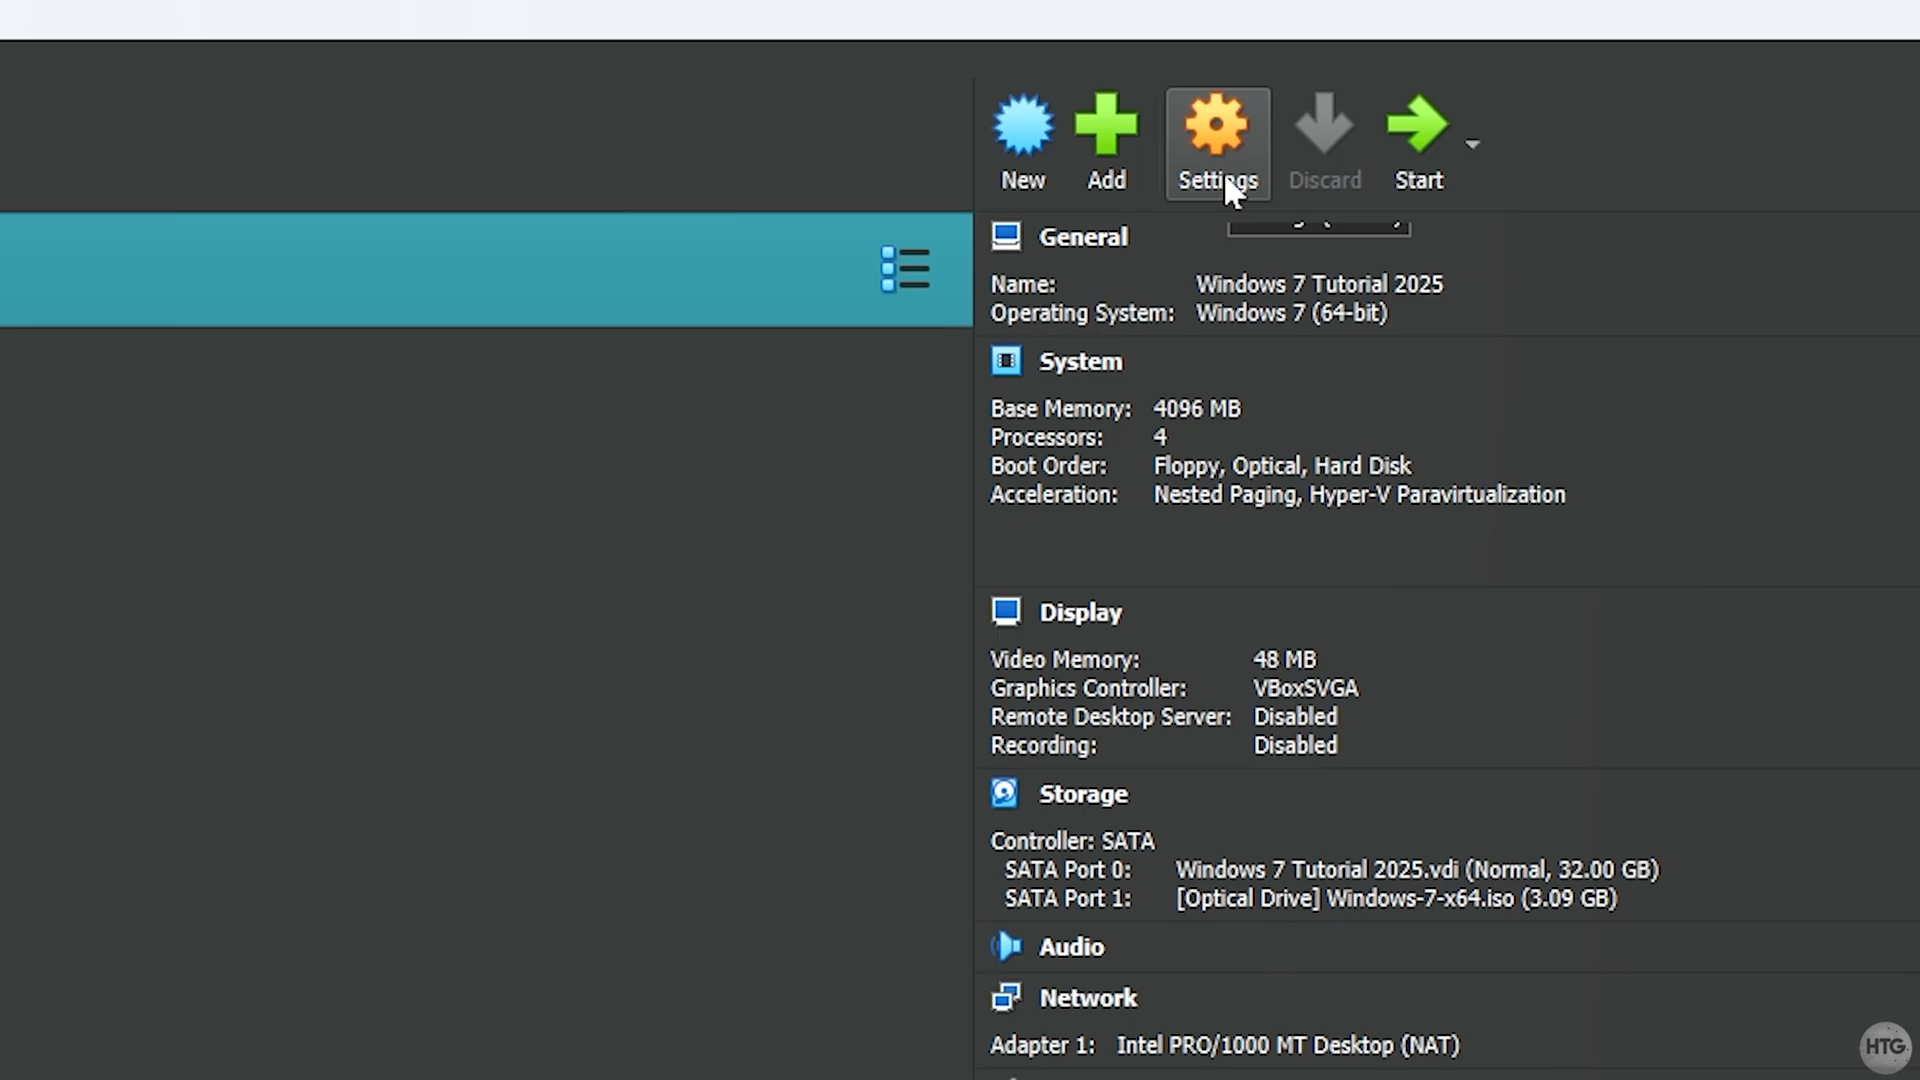 New Add Settings Discard Start
General
Name: Windows 7 Tutorial 2025
Operating System: Windows 7 (64-bit)
System
Base Memory: 4096 MB
Processors: 4
Boot Order: Floppy, Optical, Hard Disk
Acceleration: Nested Paging, Hyper-V Paravirtualization
Display
Video Memory: 48 MB
Graphics Controller: VBoxSVGA
Remote Desktop Server: Disabled
Recording: Disabled
Storage
Controller: SATA
SATA Port 0: Windows 7 Tutorial 2025.vdi (Normal, 32.00 GB)
SATA Port 1: [Optical Drive] Windows-7-x64.iso (3.09 GB)
Audio
Network
Adapter 1: Intel PRO/1000 MT Desktop (NAT)
HTG